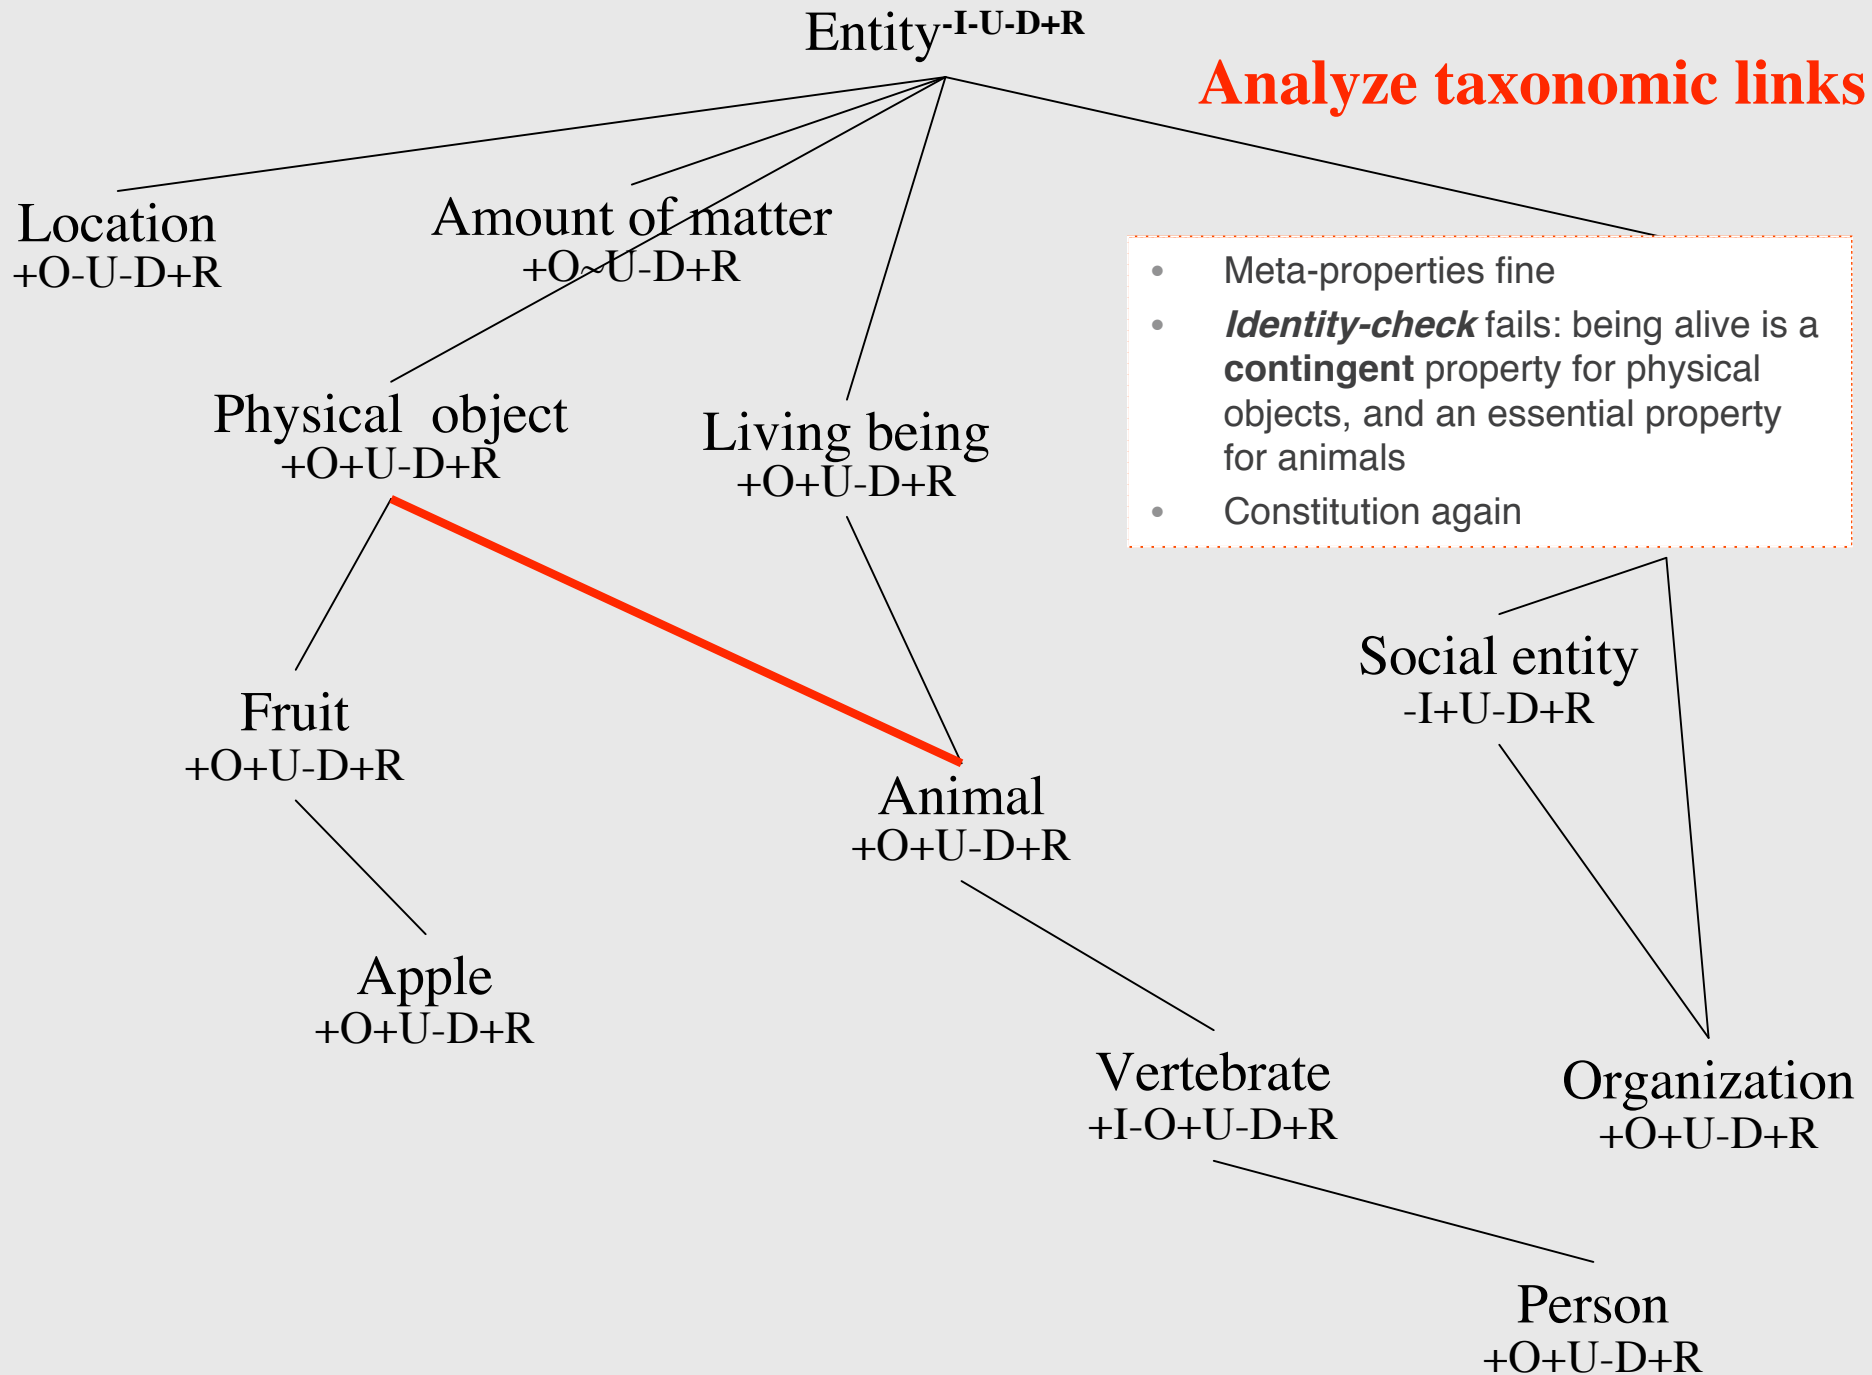 Entity-I-U-D+R
Analyze taxonomic links
Location
+O-U-D+R
Amount of matter
+O~U-D+R
• Meta-properties fine
• Identity-check fails: being alive is a
contingent property for physical
objects, and an essential property
for animals
• Constitution again
Physical object
+O+U-D+R
Living being
+O+U-D+R
Social entity
-I+U-D+R
Fruit
+O+U-D+R
Animal
+O+U-D+R
Apple
+O+U-D+R
Vertebrate
+I-O+U-D+R
Organization
+O+U-D+R
Person
+O+U-D+R